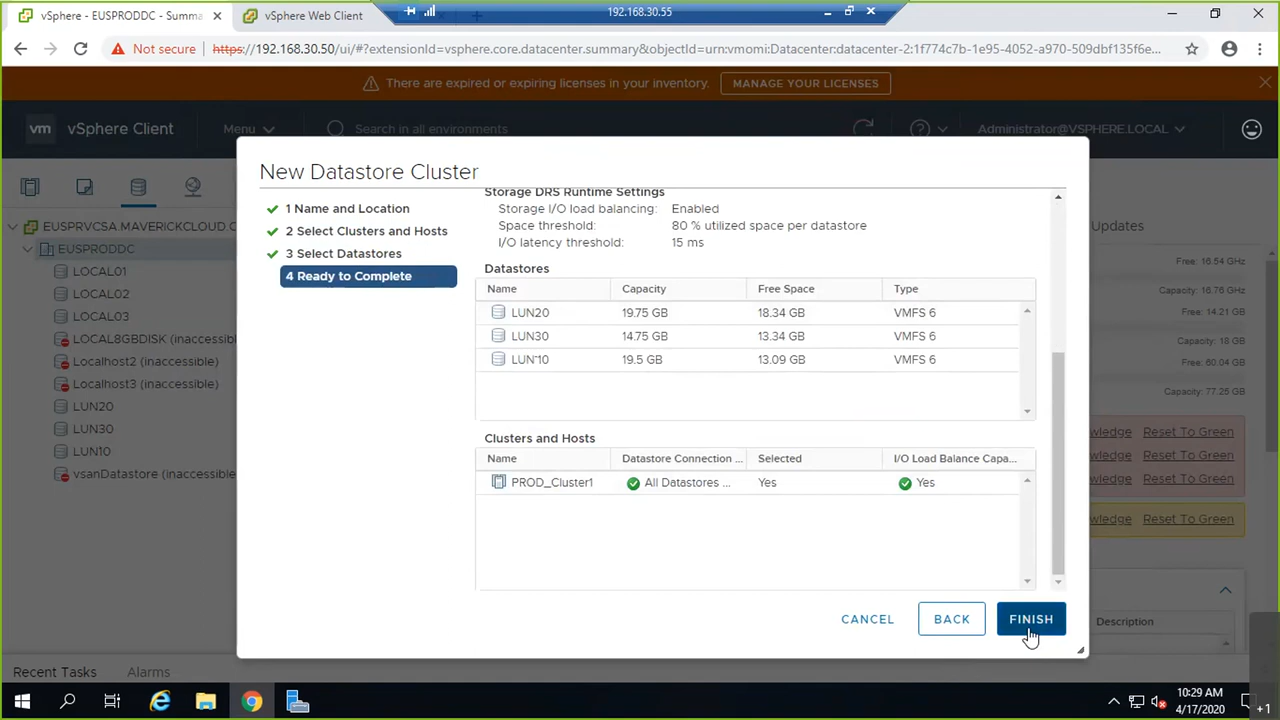 vSphere - EUSPRODDC - Summa
vSphere Web Client
192.168.30.55
Not secure
https://192.168.30.50/ui/#?extensionId=vsphere.core.datacenter.summary&objectId=urn:vmomi:Datacenter:datacenter-2:1f774c7b-1e95-4052-a970-509dbf135f6e...
There are expired or expiring licenses in your inventory.
MANAGE YOUR LICENSES
vm vSphere Client
Menu
Search in all environments
Administrator@VSPHERE.LOCAL
EUSPRVCSA.MAVERICKCLOUD.C
EUSPRODDC
LOCAL01
LOCAL02
LOCAL03
LOCAL8GBDISK (inaccessible)
Localhost2 (inaccessible)
Localhost3 (inaccessible)
LUN20
LUN30
LUN10
vsanDatastore (inaccessible)
New Datastore Cluster
1 Name and Location
2 Select Clusters and Hosts
3 Select Datastores
4 Ready to Complete
Storage DRS Runtime Settings
Storage I/O load balancing: Enabled
Space threshold: 80 % utilized space per datastore
I/O latency threshold: 15 ms
Datastores
Name Capacity Free Space Type
LUN20 19.75 GB 18.34 GB VMFS 6
LUN30 14.75 GB 13.34 GB VMFS 6
LUN~10 19.5 GB 13.09 GB VMFS 6
Clusters and Hosts
Name Datastore Connection ... Selected I/O Load Balance Capa...
PROD_Cluster1 All Datastores ... Yes Yes
CANCEL BACK FINISH
Updates
Free: 16.54 GHz
Capacity: 16.76 GHz
Free: 14.21 GB
Capacity: 18 GB
Free: 60.04 GB
Capacity: 77.25 GB
wledge Reset To Green
wledge Reset To Green
wledge Reset To Green
wledge Reset To Green
Description
Recent Tasks Alarms
10:29 AM
4/17/2020
+1